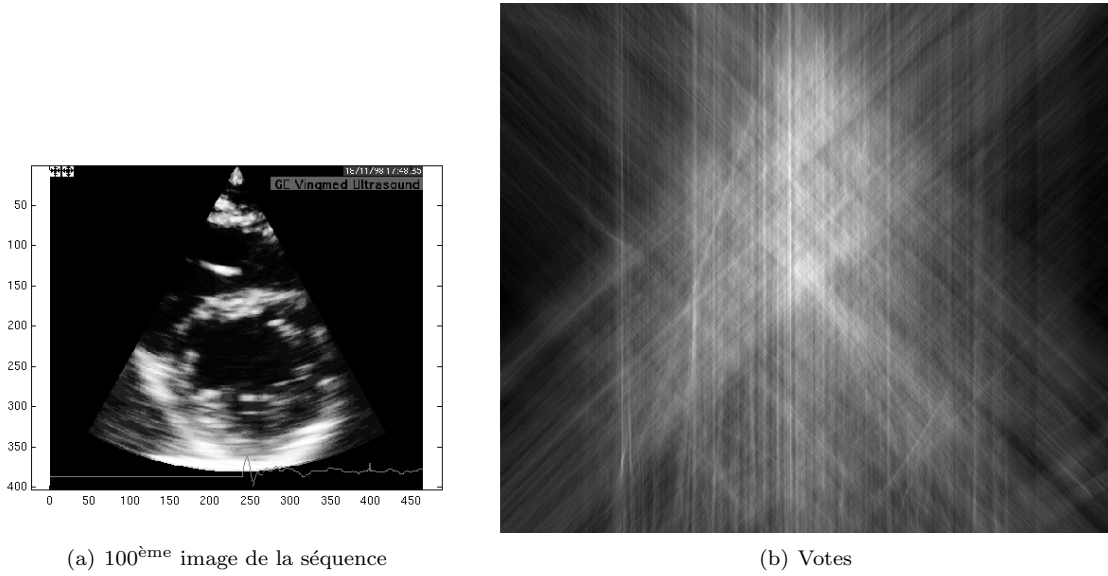 18/11/98 17:48:35
GE Vingmed Ultrasound
50
100
150
200
250
300
350
400
0 50 100 150 200 250 300 350 400 450
(a) 100ème image de la séquence
(b) Votes